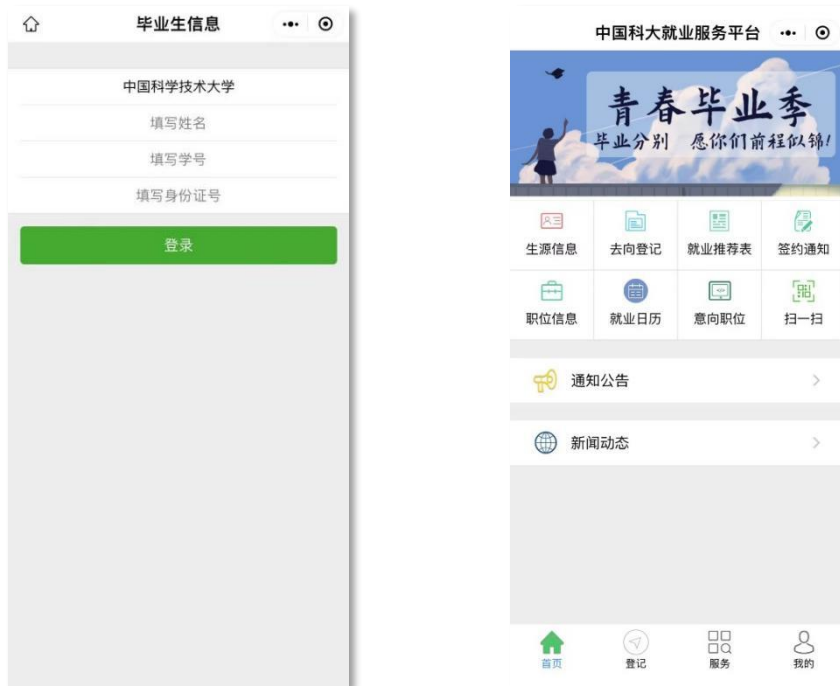 毕业生信息
中国科学技术大学
填写姓名
填写学号
填写身份证号
登录
中国科大就业服务平台
青春毕业季
毕业分别 愿你们前程似锦!
生源信息 去向登记 就业推荐表 签约通知
职位信息 就业日历 意向职位 扫一扫
通知公告
新闻动态
首页 登记 服务 我的